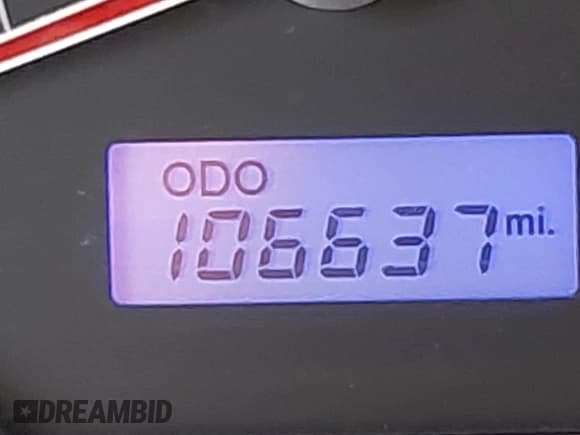 ODO
106637 mi.
DREAMBID